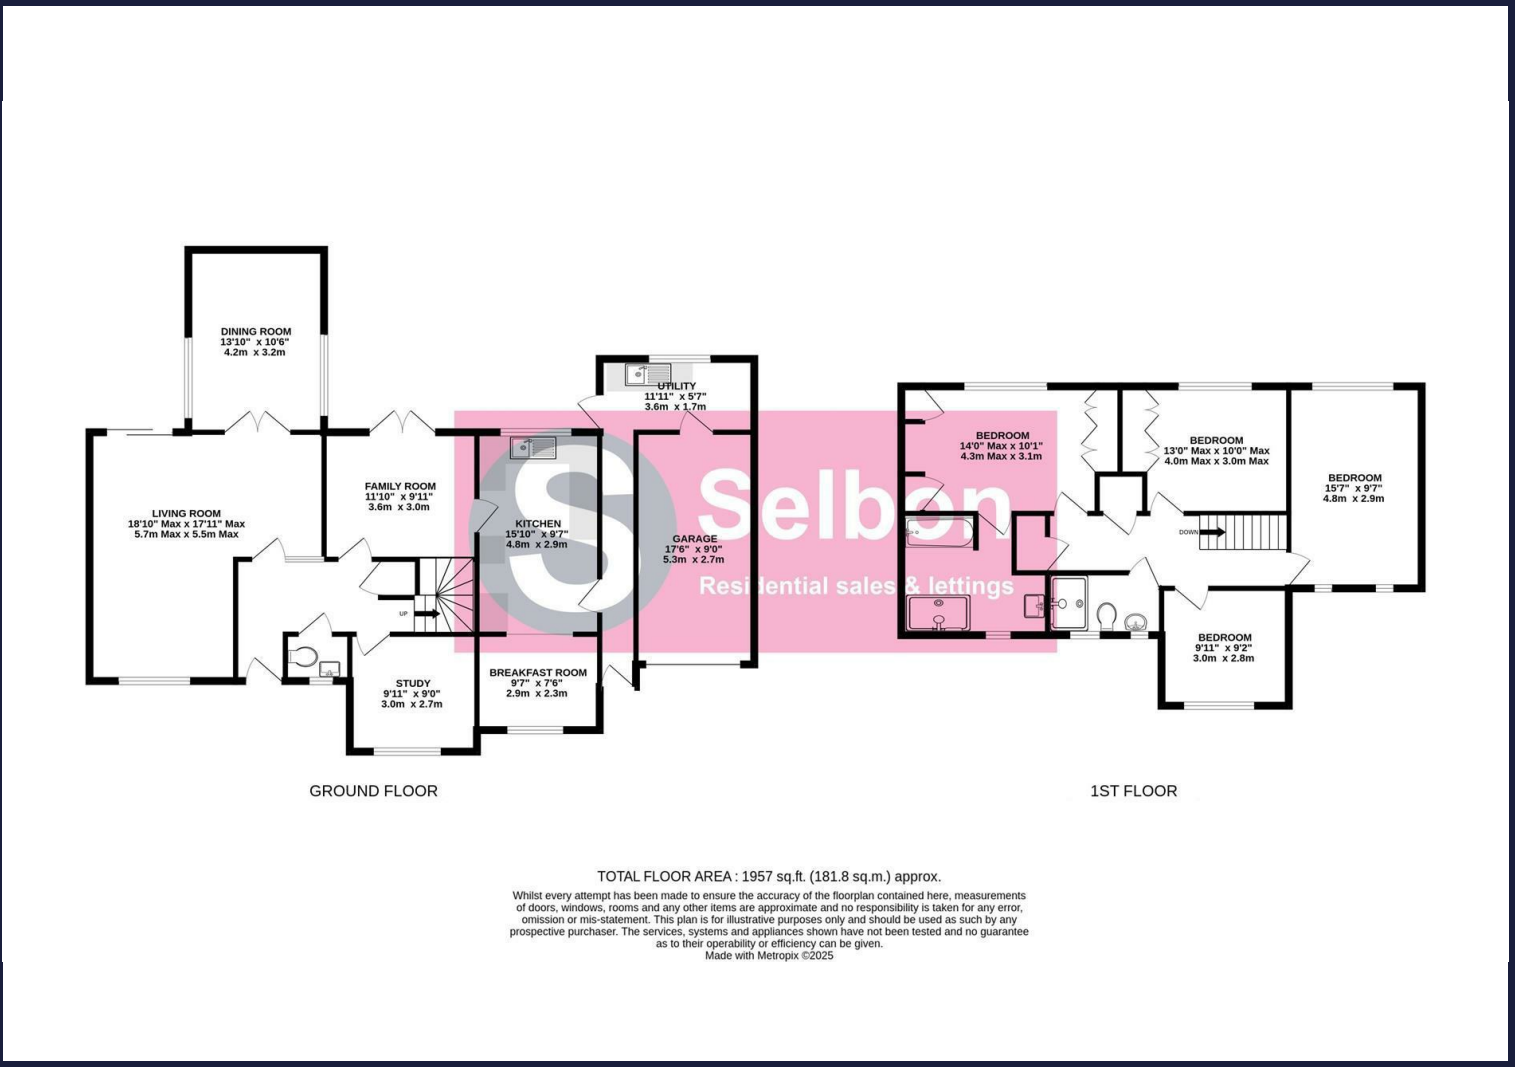 DINING ROOM
13'10" x 10'6"
4.2m x 3.2m
UTILITY
11'11" x 5'7"
3.6m x 1.7m
LIVING ROOM
18'10" Max x 17'11" Max
5.7m Max x 5.5m Max
FAMILY ROOM
11'10" x 9'11"
3.6m x 3.0m
KITCHEN
15'10" x 9'7"
4.8m x 2.9m
GARAGE
17'6" x 9'0"
5.3m x 2.7m
UP
STUDY
9'11" x 9'0"
3.0m x 2.7m
BREAKFAST ROOM
9'7" x 7'6"
2.9m x 2.3m
GROUND FLOOR
S
Selbon
Residential sales & lettings
BEDROOM
14'0" Max x 10'1"
4.3m Max x 3.1m
BEDROOM
13'0" Max x 10'0" Max
4.0m Max x 3.0m Max
BEDROOM
15'7" x 9'7"
4.8m x 2.9m
DOWN
BEDROOM
9'11" x 9'2"
3.0m x 2.8m
1ST FLOOR
TOTAL FLOOR AREA : 1957 sq.ft. (181.8 sq.m.) approx.
Whilst every attempt has been made to ensure the accuracy of the floorplan contained here, measurements
of doors, windows, rooms and any other items are approximate and no responsibility is taken for any error,
omission or mis-statement. This plan is for illustrative purposes only and should be used as such by any
prospective purchaser. The services, systems and appliances shown have not been tested and no guarantee
as to their operability or efficiency can be given.
Made with Metropix ©2025